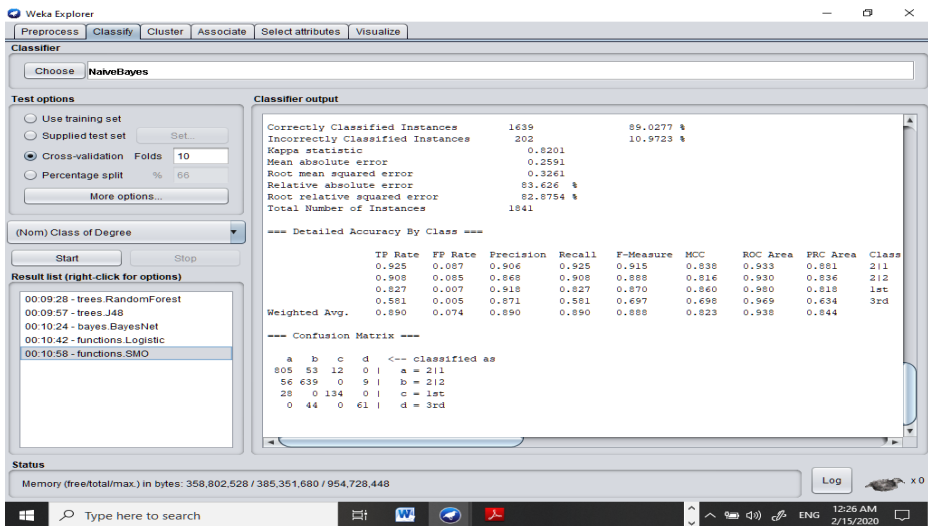 Weka Explorer
Preprocess Classify Cluster Associate Select attributes Visualize
Classifier
Choose NaiveBayes
Test options
Use training set
Supplied test set Set...
Cross-validation Folds 10
Percentage split % 66
More options...
(Nom) Class of Degree
Start Stop
Result list (right-click for options)
00:09:28 - trees.RandomForest
00:09:57 - trees.J48
00:10:24 - bayes.BayesNet
00:10:42 - functions.Logistic
00:10:58 - functions.SMO
Classifier output
Correctly Classified Instances 1639 89.0277 %
Incorrectly Classified Instances 202 10.9723 %
Kappa statistic 0.8201
Mean absolute error 0.2591
Root mean squared error 0.3261
Relative absolute error 83.626 %
Root relative squared error 82.8754 %
Total Number of Instances 1841
=== Detailed Accuracy By Class ===
TP Rate FP Rate Precision Recall F-Measure MCC ROC Area PRC Area Class
0.925 0.087 0.906 0.925 0.915 0.838 0.933 0.881 2|1
0.908 0.085 0.868 0.908 0.888 0.816 0.930 0.836 2|2
0.827 0.007 0.918 0.827 0.870 0.860 0.980 0.818 1st
0.581 0.005 0.871 0.581 0.697 0.698 0.969 0.634 3rd
Weighted Avg. 0.890 0.074 0.890 0.890 0.888 0.823 0.938 0.844
=== Confusion Matrix ===
a b c d <-- classified as
805 53 12 0 | a = 2|1
56 639 0 9 | b = 2|2
28 0 134 0 | c = 1st
0 44 0 61 | d = 3rd
Status
Memory (free/total/max.) in bytes: 358,802,528 / 385,351,680 / 954,728,448
Log x 0
Type here to search
ENG
12:26 AM
2/15/2020